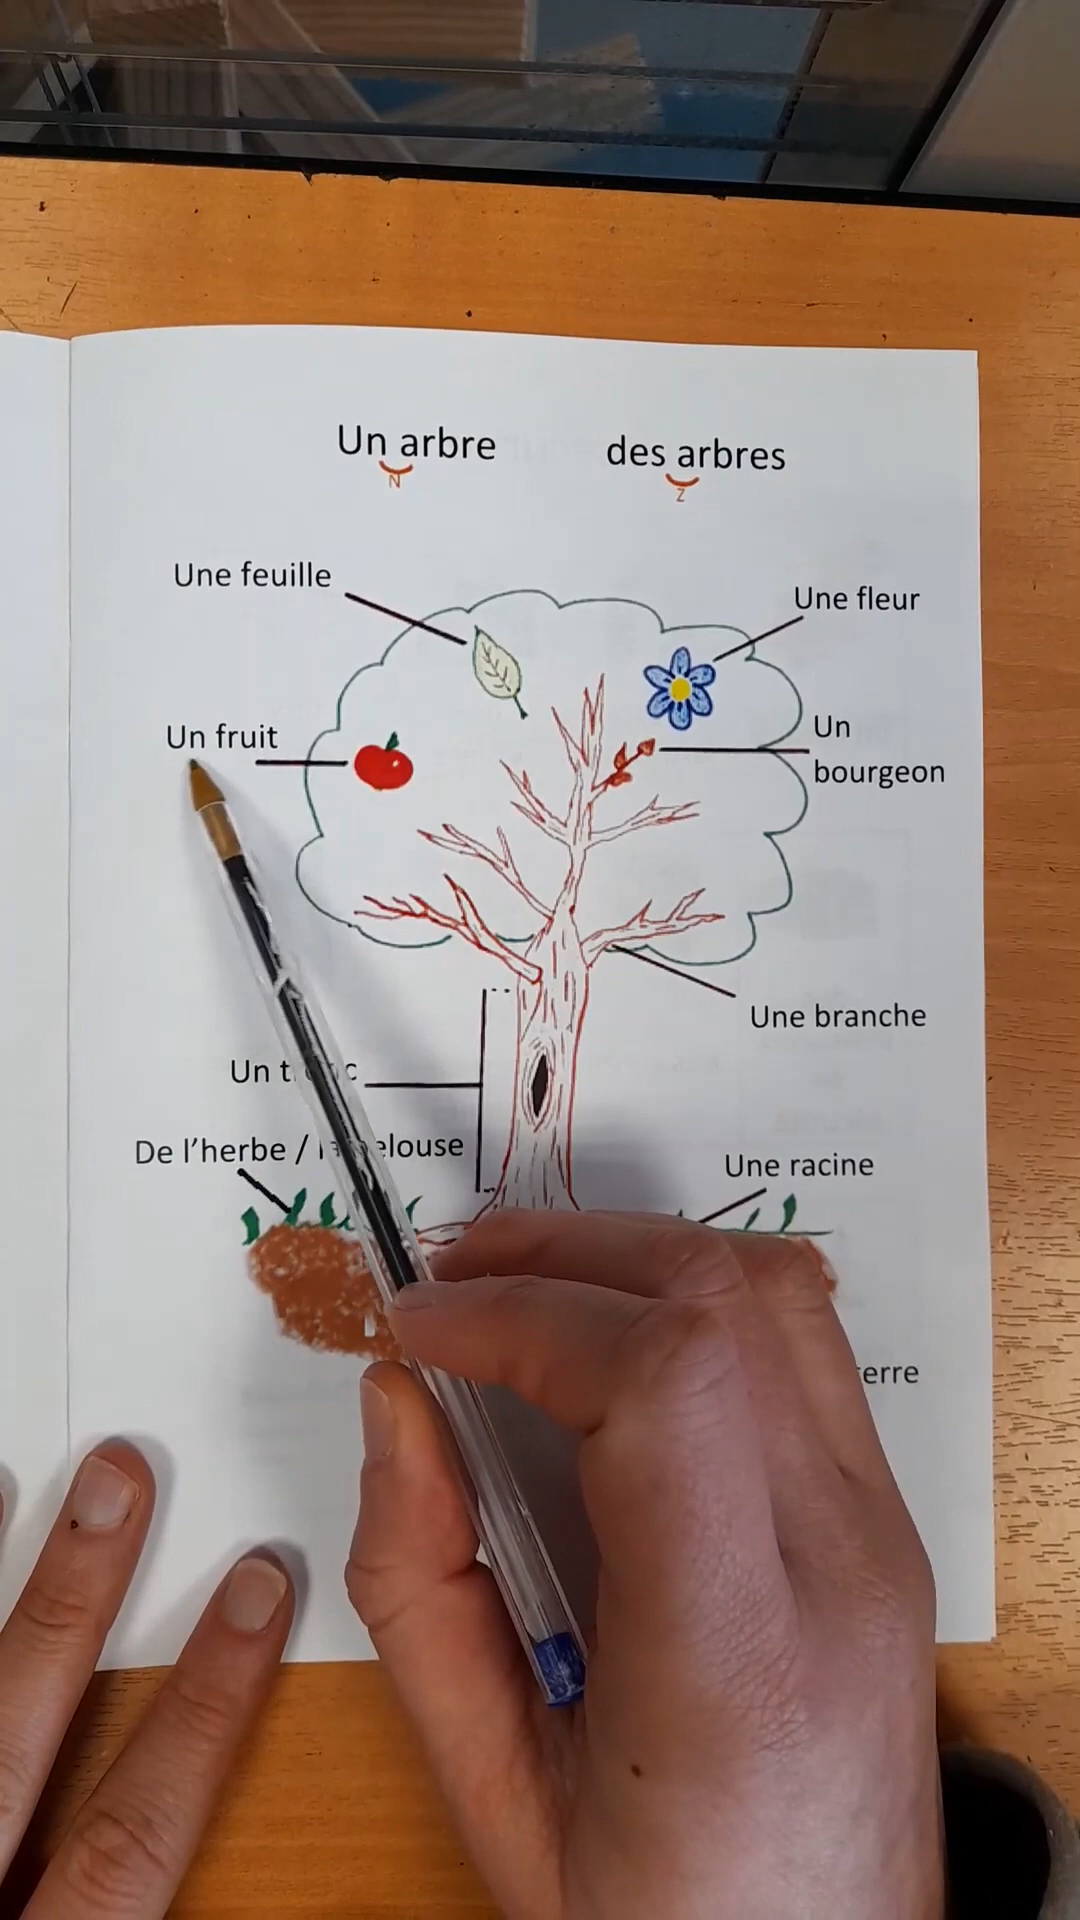 Un arbre des arbres
N Z
Une feuille
Une fleur
Un fruit
Un
bourgeon
Une branche
Un
De l'herbe /
Une racine